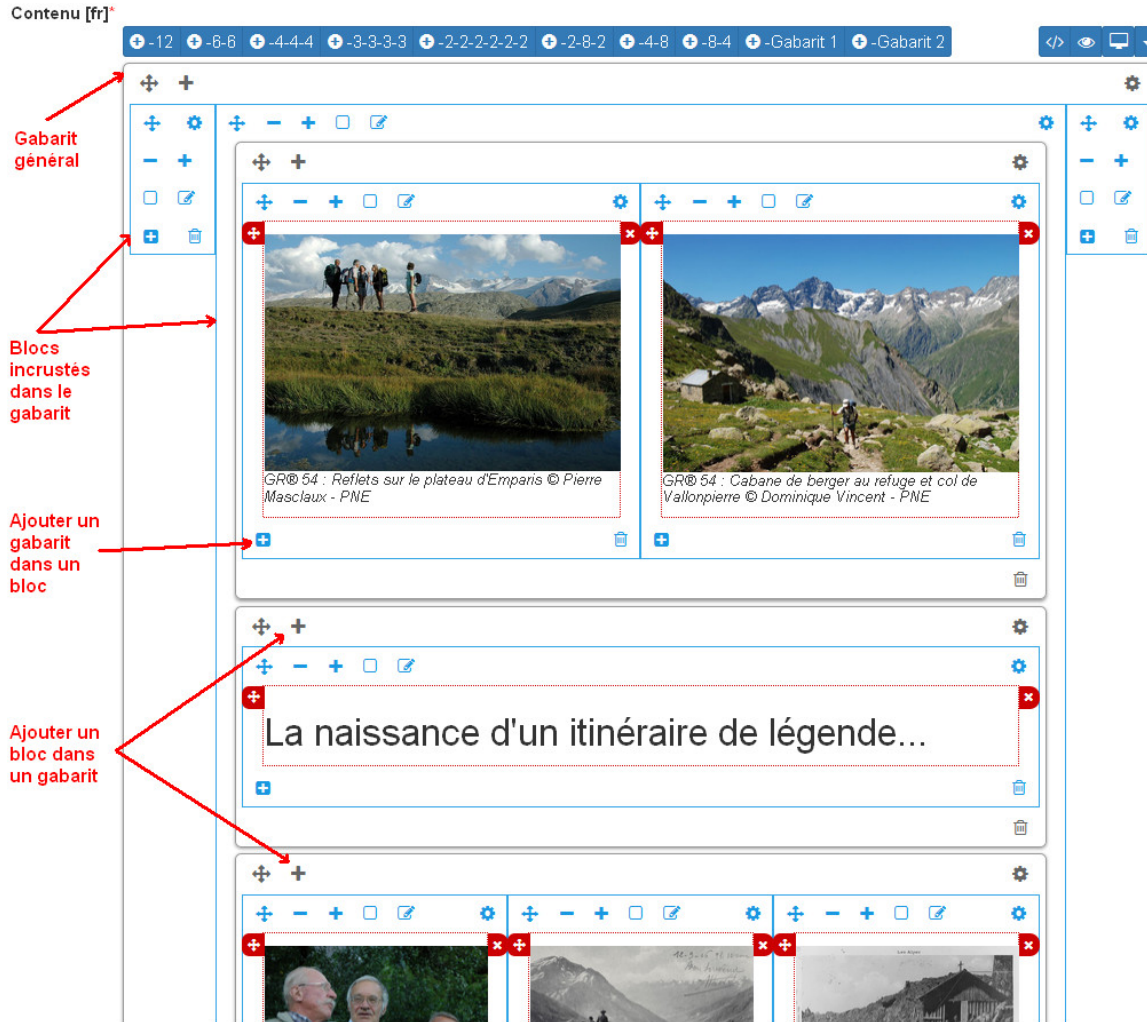 Contenu [fr]*
-12 -6-6 -4-4-4 -3-3-3-3 -2-2-2-2-2-2 -2-8-2 -4-8 -8-4 -Gabarit 1 -Gabarit 2
Gabarit
général
Blocs
incrustés
dans le
gabarit
GR® 54 : Reflets sur le plateau d'Emparis © Pierre
Masclaux - PNE
GR® 54 : Cabane de berger au refuge et col de
Vallonpierre © Dominique Vincent - PNE
Ajouter un
gabarit
dans un
bloc
Ajouter un
bloc dans
un gabarit
La naissance d'un itinéraire de légende...
Les Alpes